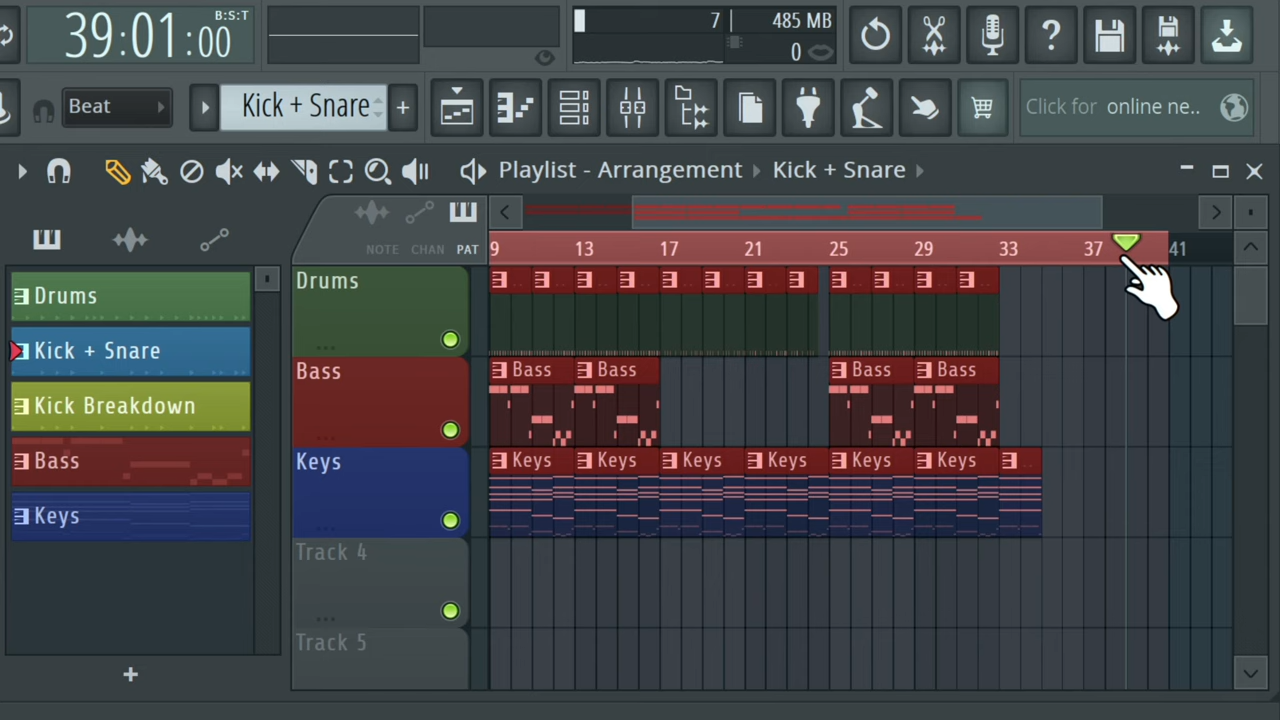 39:01:00
B:S:T
7
485 MB
0
?
Beat
Kick + Snare
+
Click for online ne..
Playlist - Arrangement
Kick + Snare
NOTE CHAN PAT
9 13 17 21 25 29 33 37 41
Drums
Kick + Snare
Kick Breakdown
Bass
Keys
+
Drums
...
Bass
...
Bass Bass Bass Bass
Keys
...
Keys Keys Keys Keys Keys Keys
Track 4
...
Track 5